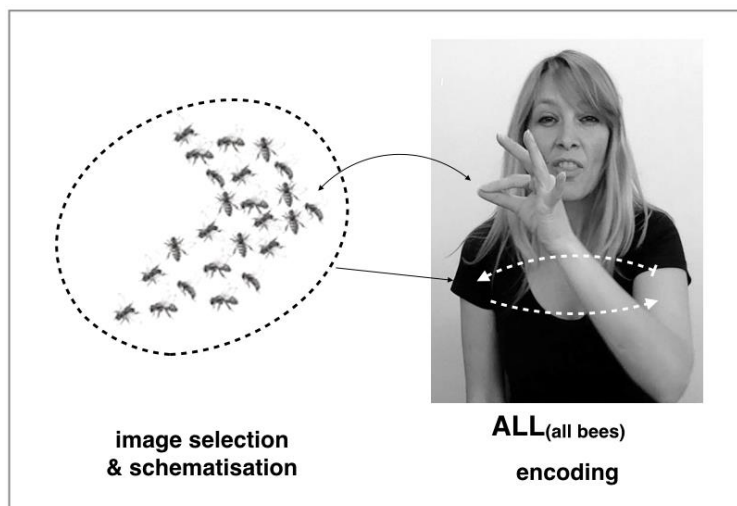 image selection
& schematisation
ALL(all bees)
encoding